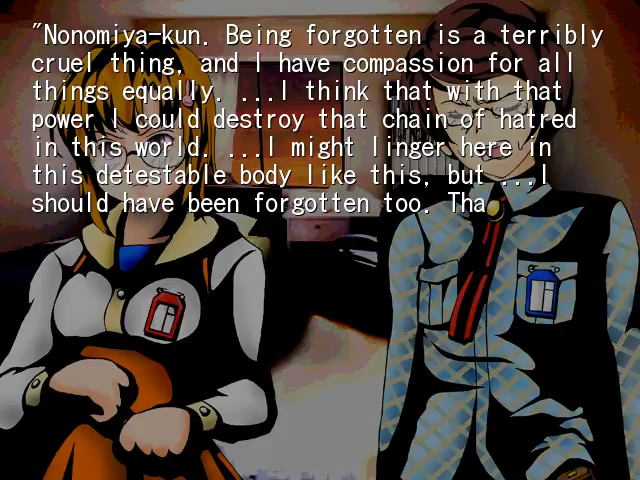 "Nonomiya-kun. Being forgotten is a terribly
cruel thing, and I have compassion for all
things equally. ...I think that with that
power I could destroy that chain of hatred
in this world. ...I might linger here in
this detestable body like this, but ...I
should have been forgotten too. Tha